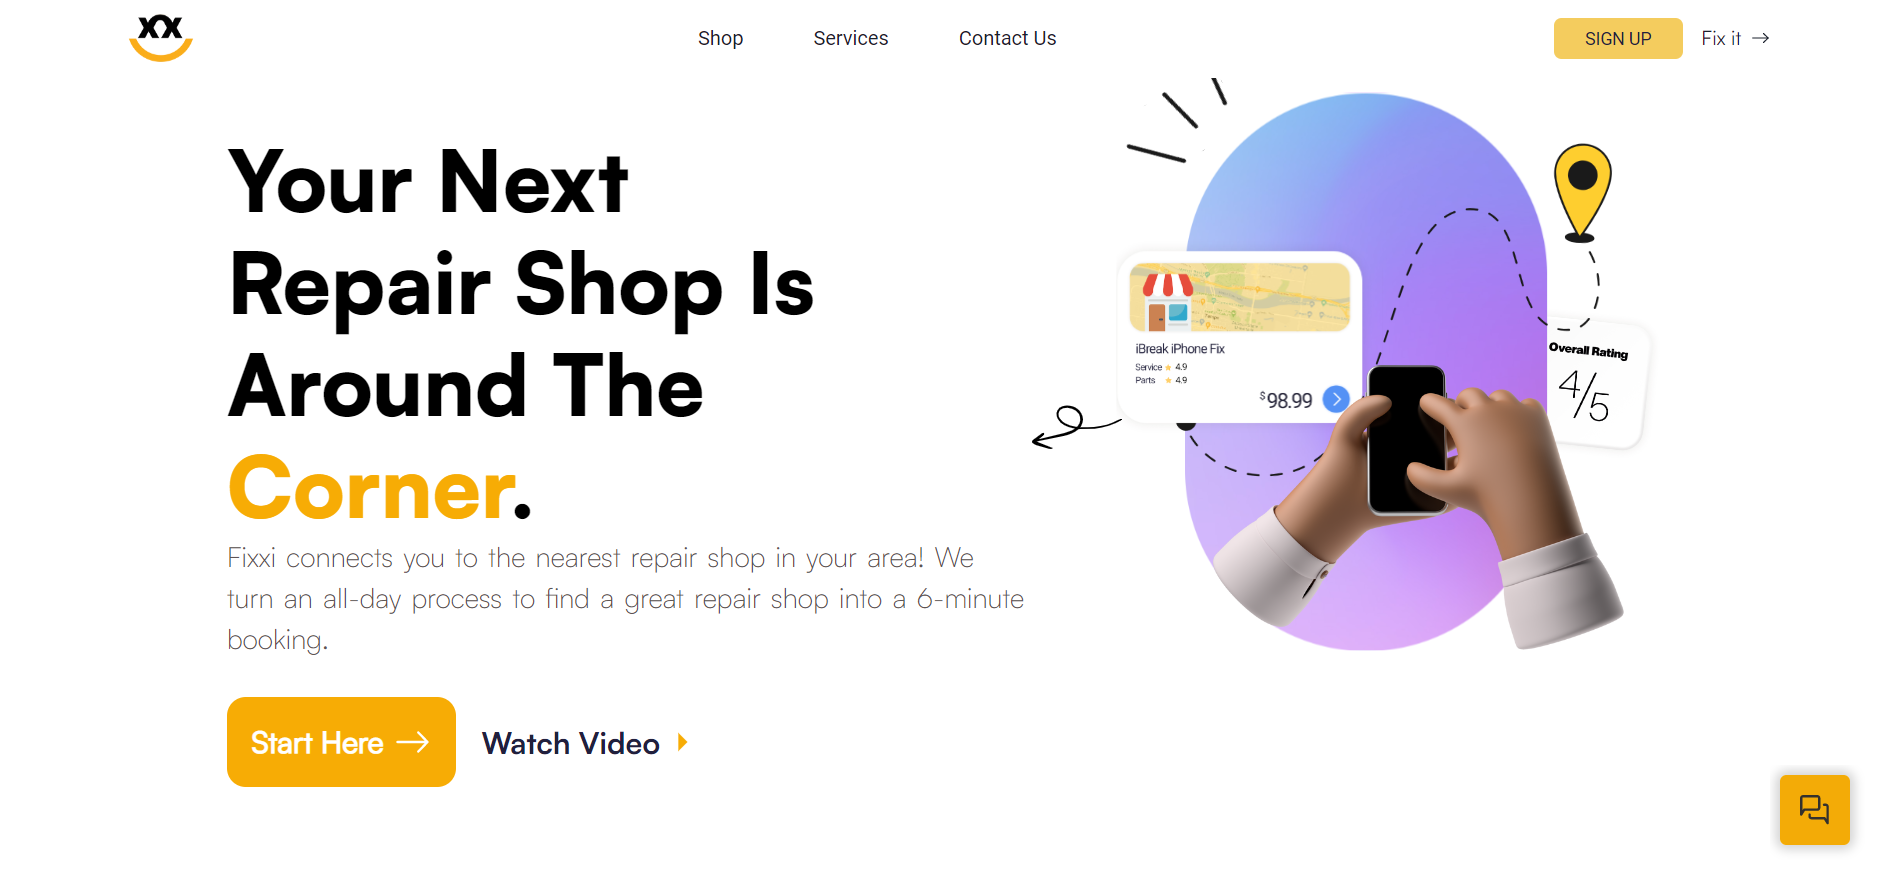 xx
Shop Services Contact Us SIGN UP Fix it →
Your Next
Repair Shop Is
Around The
Corner.
Fixxi connects you to the nearest repair shop in your area! We
turn an all-day process to find a great repair shop into a 6-minute
booking.
Start Here →
Watch Video
iBreak iPhone Fix
Service ★ 4.9
Parts ★ 4.9
$98.99
Overall Rating
4/5